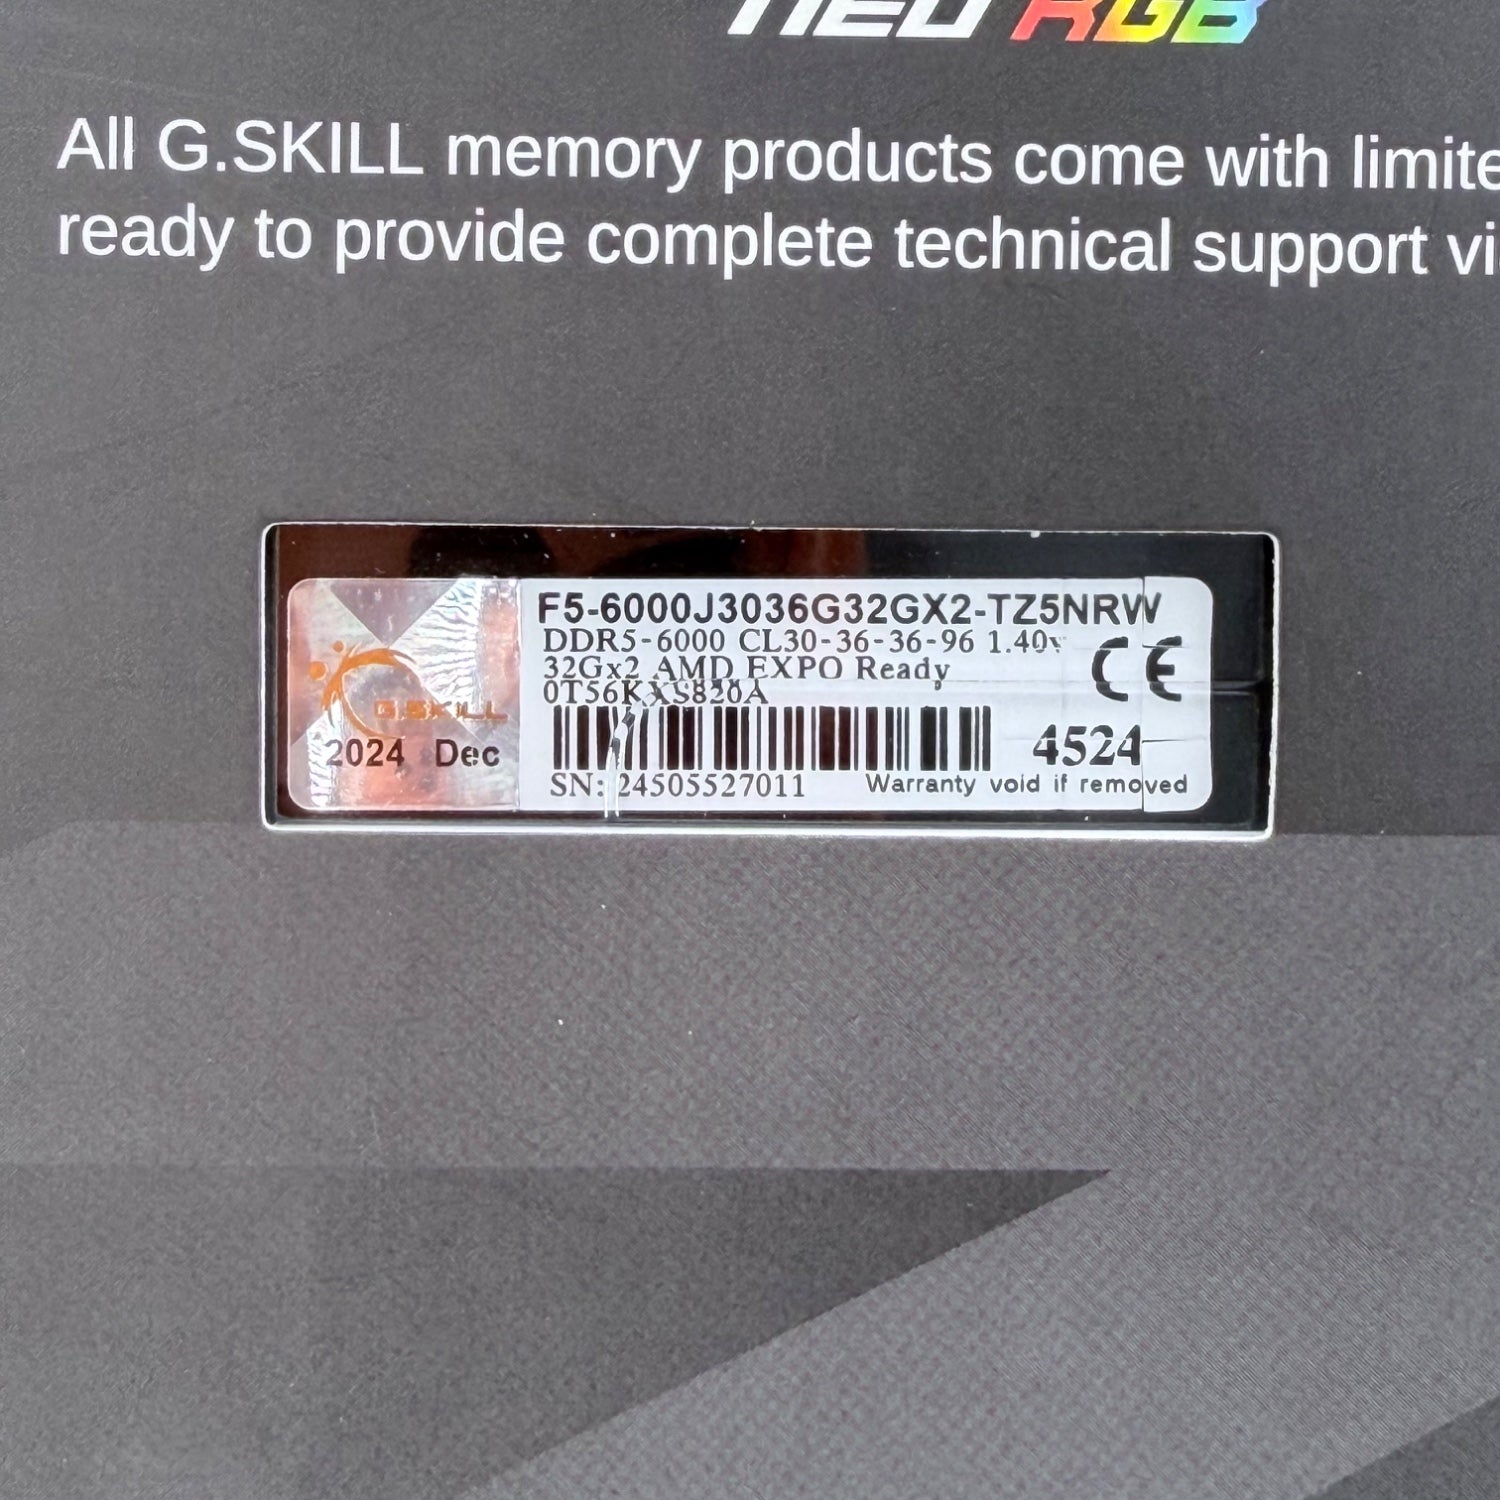 neo RGB
All G.SKILL memory products come with limite
ready to provide complete technical support vi
F5-6000J3036G32GX2-TZ5NRW
DDR5-6000 CL30-36-36-96 1.40v
32Gx2 AMD EXPO Ready
0T56KXS820A
CE
G.SKILL
2024 Dec
4524
SN: 24505527011 Warranty void if removed